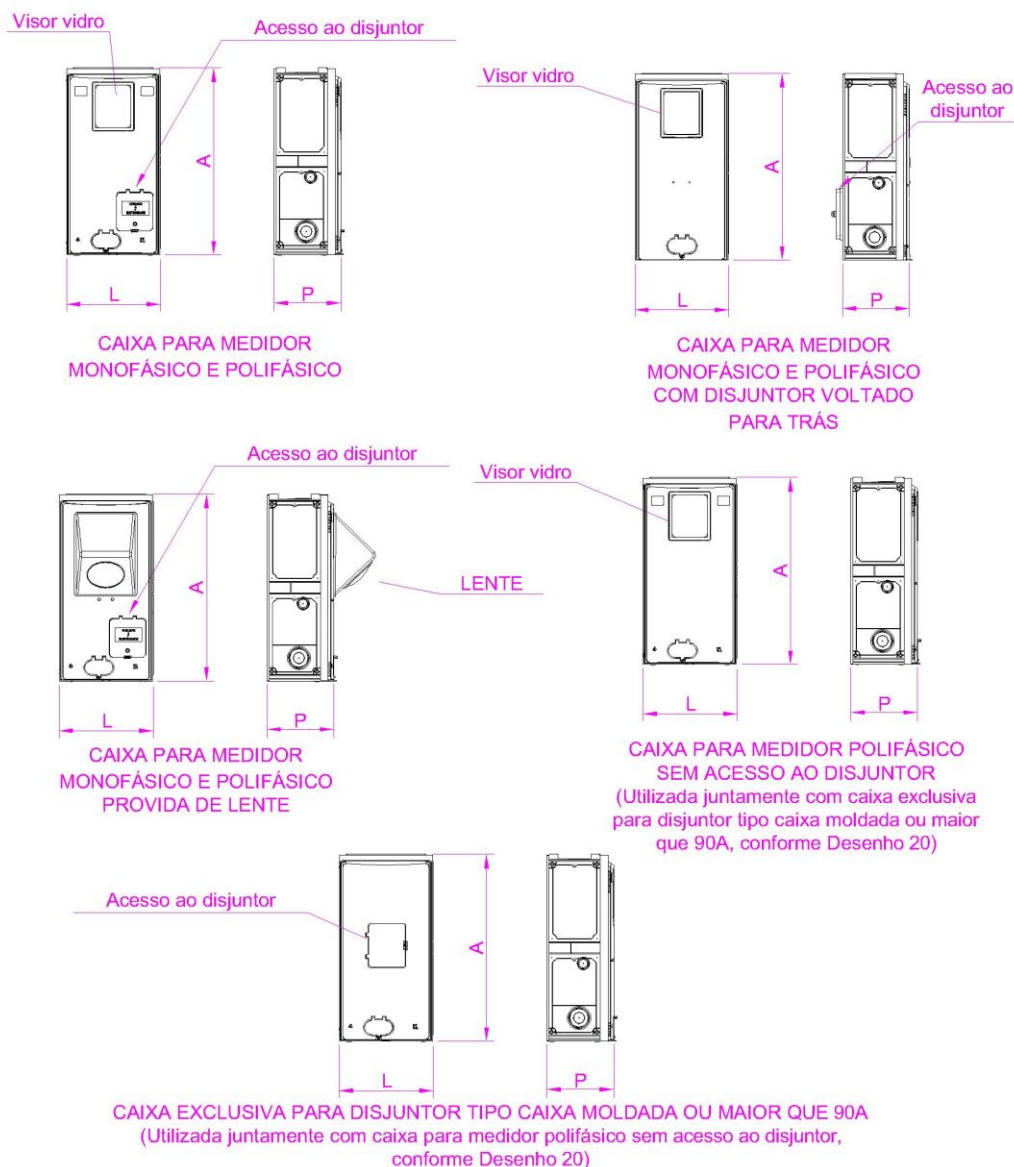 Visor vidro
Acesso ao disjuntor
A
L
P
CAIXA PARA MEDIDOR
MONOFÁSICO E POLIFÁSICO
Visor vidro
Acesso ao
disjuntor
A
L
P
CAIXA PARA MEDIDOR
MONOFÁSICO E POLIFÁSICO
COM DISJUNTOR VOLTADO
PARA TRÁS
Acesso ao disjuntor
A
LENTE
L
P
CAIXA PARA MEDIDOR
MONOFÁSICO E POLIFÁSICO
PROVIDA DE LENTE
Visor vidro
A
L
P
CAIXA PARA MEDIDOR POLIFÁSICO
SEM ACESSO AO DISJUNTOR
(Utilizada juntamente com caixa exclusiva
para disjuntor tipo caixa moldada ou maior
que 90A, conforme Desenho 20)
Acesso ao disjuntor
A
L
P
CAIXA EXCLUSIVA PARA DISJUNTOR TIPO CAIXA MOLDADA OU MAIOR QUE 90A
(Utilizada juntamente com caixa para medidor polifásico sem acesso ao disjuntor,
conforme Desenho 20)